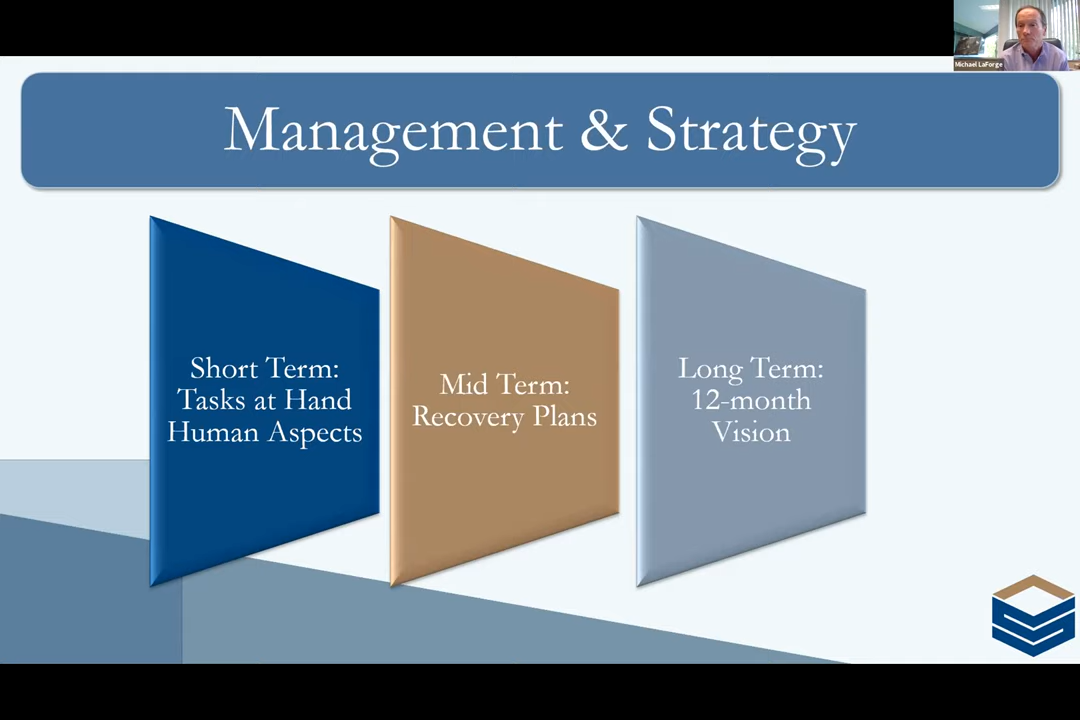 Michael LaForge
Management & Strategy
Short Term:
Tasks at Hand
Human Aspects
Mid Term:
Recovery Plans
Long Term:
12-month
Vision